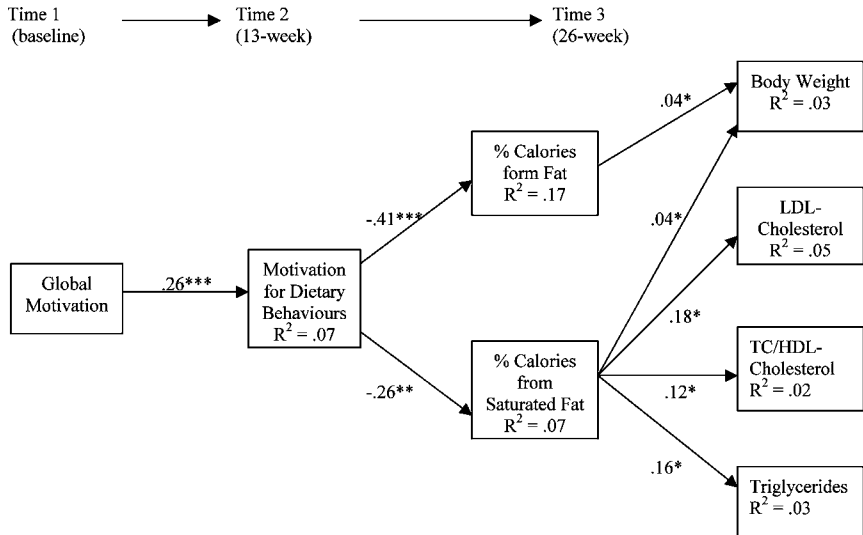 Time 1
(baseline)
Time 2
(13-week)
Time 3
(26-week)
Global
Motivation
.26***
Motivation
for Dietary
Behaviours
R² = .07
-.41***
-.26**
% Calories
form Fat
R² = .17
% Calories
from
Saturated Fat
R² = .07
.04*
.04*
.18*
.12*
.16*
Body Weight
R² = .03
LDL-
Cholesterol
R² = .05
TC/HDL-
Cholesterol
R² = .02
Triglycerides
R² = .03